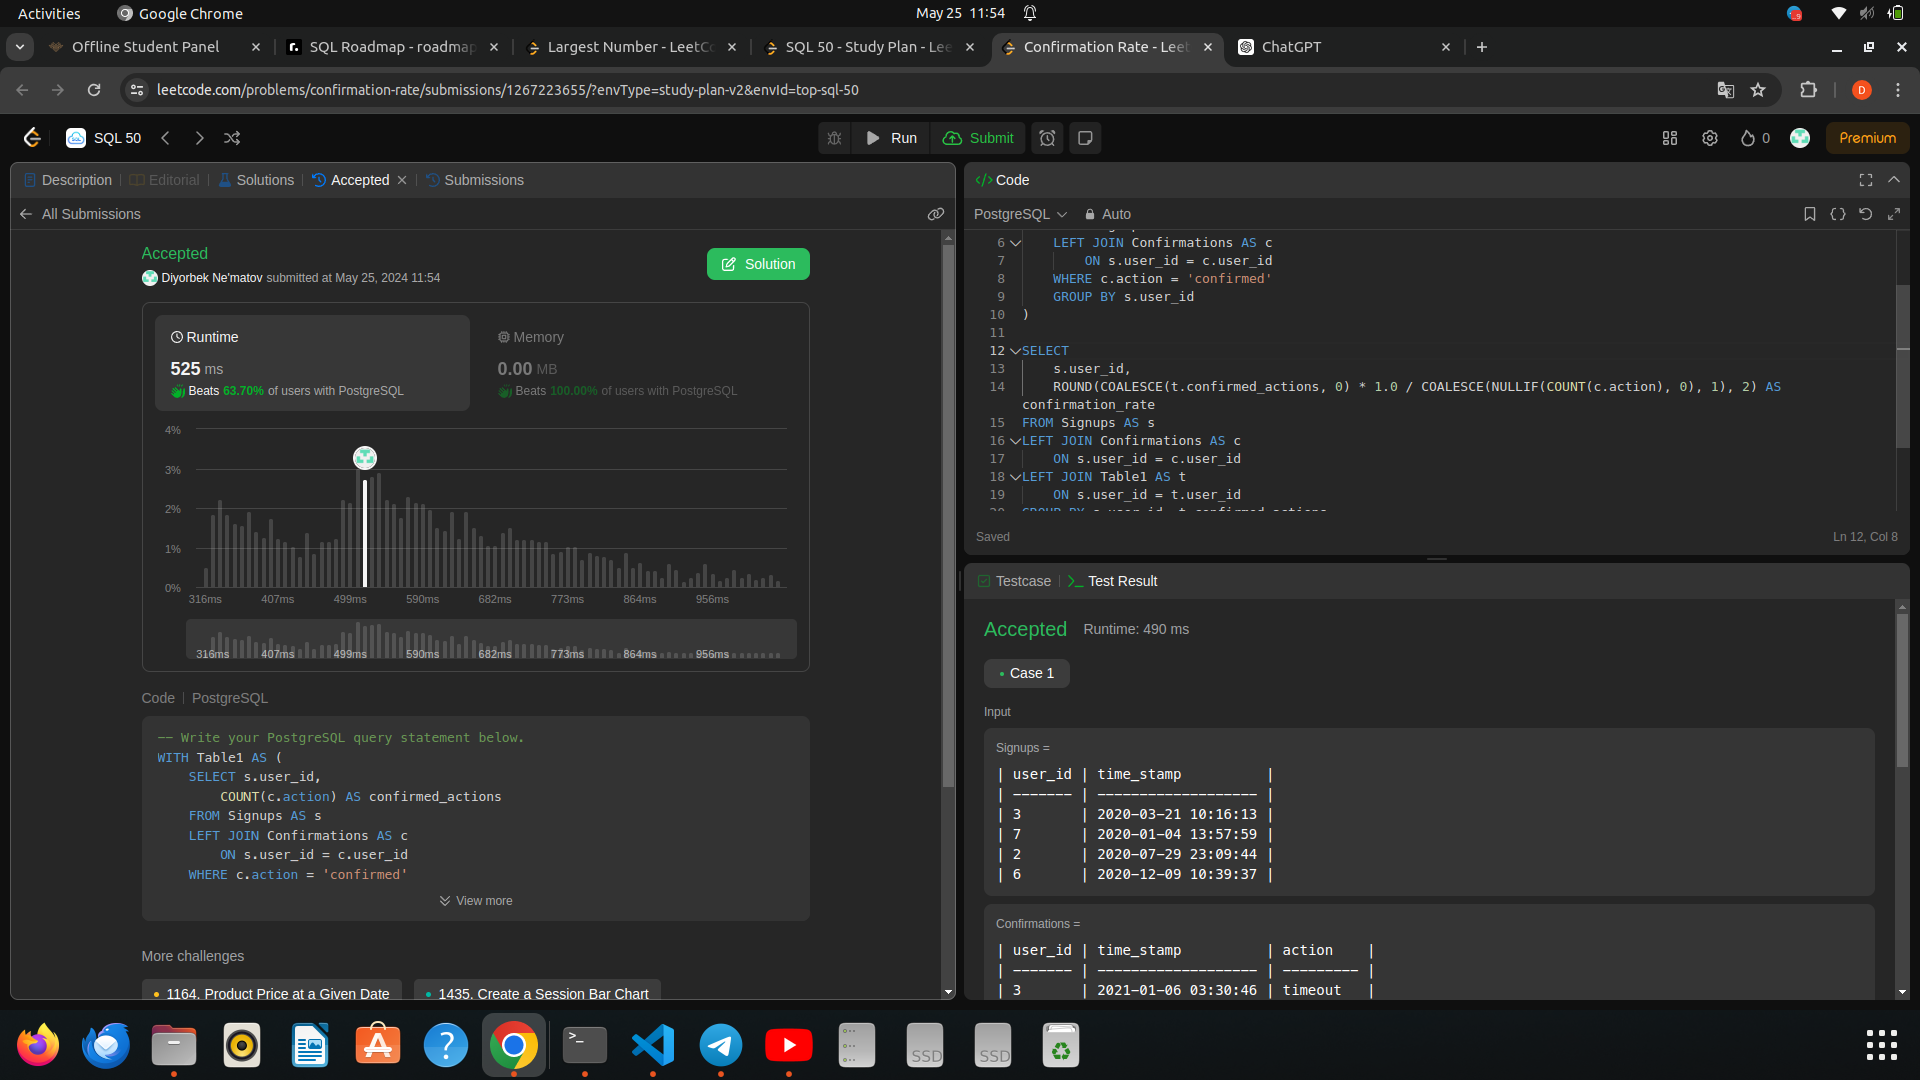 Activities
Google Chrome
May 25 11:54
Offline Student Panel
SQL Roadmap - roadmap
Largest Number - LeetCo
SQL 50 - Study Plan - Lee
Confirmation Rate - Leet
ChatGPT
leetcode.com/problems/confirmation-rate/submissions/1267223655/?envType=study-plan-v2&envId=top-sql-50
D
SQL 50
Run
Submit
0
Premium
Description
Editorial
Solutions
Accepted
Submissions
All Submissions
Accepted
Diyorbek Ne'matov submitted at May 25, 2024 11:54
Solution
Runtime
525 ms
Beats 63.70% of users with PostgreSQL
Memory
0.00 MB
Beats 100.00% of users with PostgreSQL
4%
3%
2%
1%
0%
316ms 407ms 499ms 590ms 682ms 773ms 864ms 956ms
316ms 407ms 499ms 590ms 682ms 773ms 864ms 956ms
Code | PostgreSQL
-- Write your PostgreSQL query statement below.
WITH Table1 AS (
SELECT s.user_id,
COUNT(c.action) AS confirmed_actions
FROM Signups AS s
LEFT JOIN Confirmations AS c
ON s.user_id = c.user_id
WHERE c.action = 'confirmed'
View more
More challenges
1164. Product Price at a Given Date
1435. Create a Session Bar Chart
</> Code
PostgreSQL
Auto
6 LEFT JOIN Confirmations AS c
7 ON s.user_id = c.user_id
8 WHERE c.action = 'confirmed'
9 GROUP BY s.user_id
10 )
11
12 SELECT
13 s.user_id,
14 ROUND(COALESCE(t.confirmed_actions, 0) * 1.0 / COALESCE(NULLIF(COUNT(c.action), 0), 1), 2) AS
confirmation_rate
15 FROM Signups AS s
16 LEFT JOIN Confirmations AS c
17 ON s.user_id = c.user_id
18 LEFT JOIN Table1 AS t
19 ON s.user_id = t.user_id
Saved
Ln 12, Col 8
Testcase
Test Result
Accepted
Runtime: 490 ms
Case 1
Input
Signups =
| user_id | time_stamp |
| ------- | ------------------- |
| 3 | 2020-03-21 10:16:13 |
| 7 | 2020-01-04 13:57:59 |
| 2 | 2020-07-29 23:09:44 |
| 6 | 2020-12-09 10:39:37 |
Confirmations =
| user_id | time_stamp | action |
| ------- | ------------------- | --------- |
| 3 | 2021-01-06 03:30:46 | timeout |
SSD
SSD